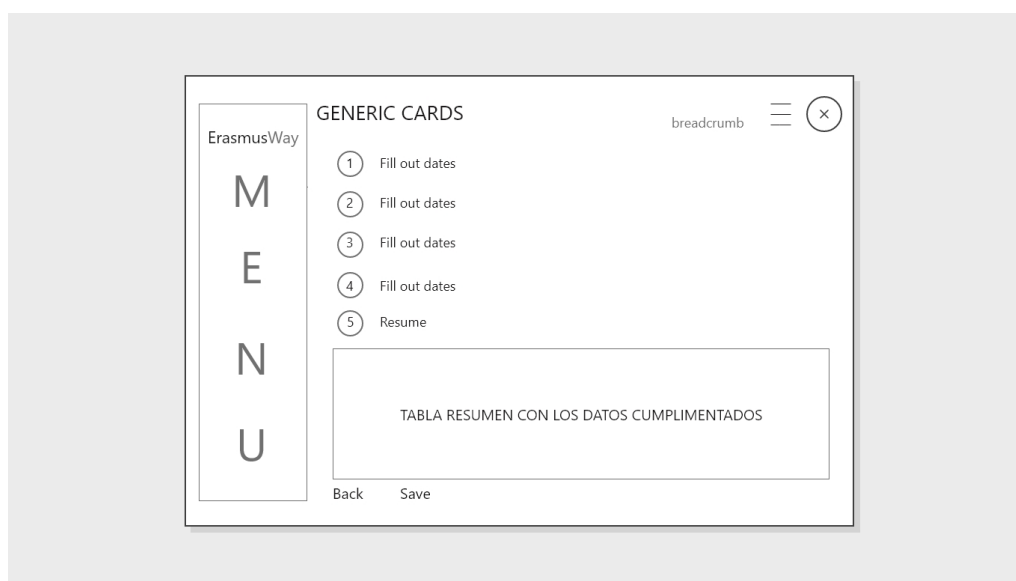 GENERIC CARDS
breadcrumb
ErasmusWay
M
E
N
U
1 Fill out dates
2 Fill out dates
3 Fill out dates
4 Fill out dates
5 Resume
TABLA RESUMEN CON LOS DATOS CUMPLIMENTADOS
Back Save